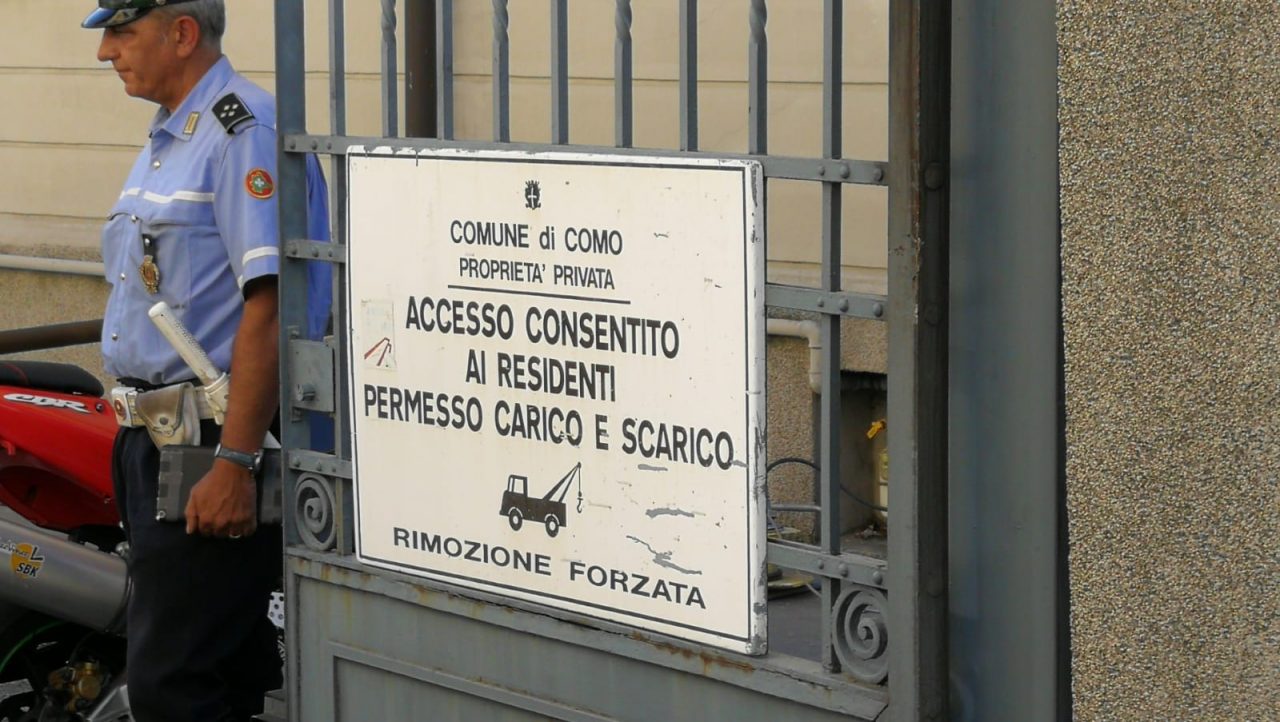 COMUNE di COMO
PROPRIETA' PRIVATA
ACCESSO CONSENTITO
AI RESIDENTI
PERMESSO CARICO E SCARICO
RIMOZIONE FORZATA
CBR
L
SBK